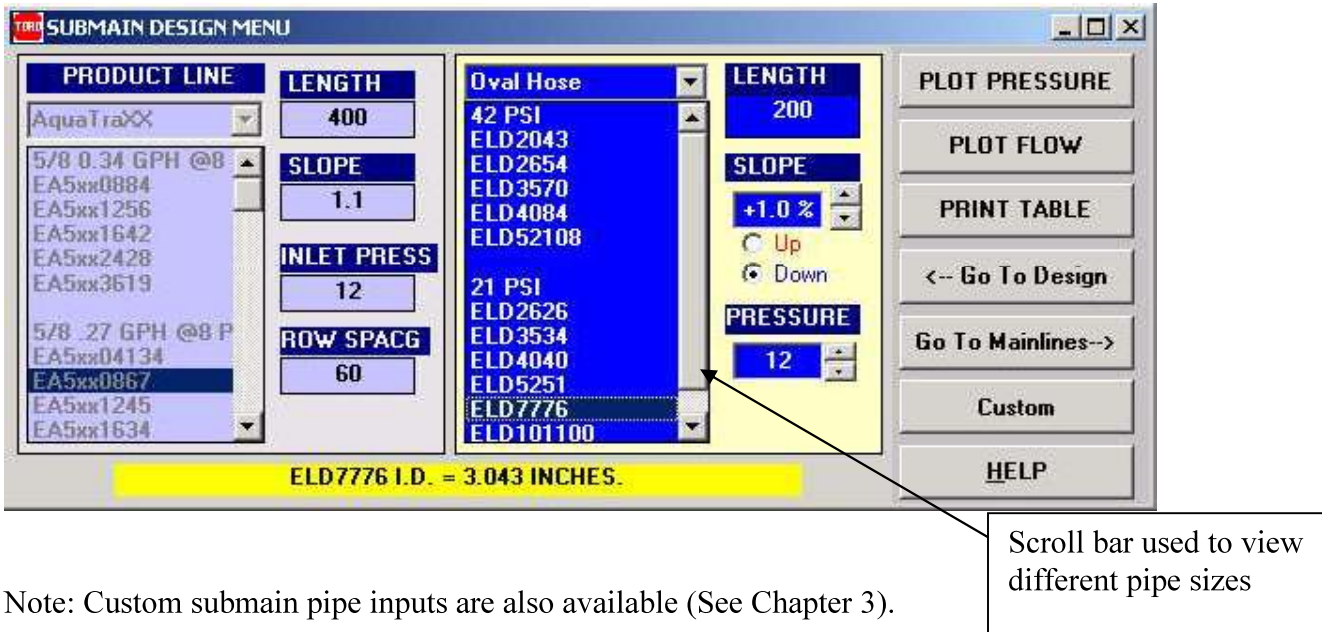 TORO SUBMAIN DESIGN MENU
PRODUCT LINE
AquaTraXX
5/8 0.34 GPH @8
EA5xx0884
EA5xx1256
EA5xx1642
EA5xx2428
EA5xx3619
5/8 .27 GPH @8 P
EA5xx04134
EA5xx0867
EA5xx1245
EA5xx1634
LENGTH
400
SLOPE
1.1
INLET PRESS
12
ROW SPACG
60
Oval Hose
42 PSI
ELD2043
ELD2654
ELD3570
ELD4084
ELD52108
21 PSI
ELD2626
ELD3534
ELD4040
ELD5251
ELD7776
ELD101100
LENGTH
200
SLOPE
+1.0 %
Up
Down
PRESSURE
12
PLOT PRESSURE
PLOT FLOW
PRINT TABLE
<-- Go To Design
Go To Mainlines-->
Custom
HELP
ELD7776 I.D. = 3.043 INCHES.
Scroll bar used to view
different pipe sizes
Note: Custom submain pipe inputs are also available (See Chapter 3).